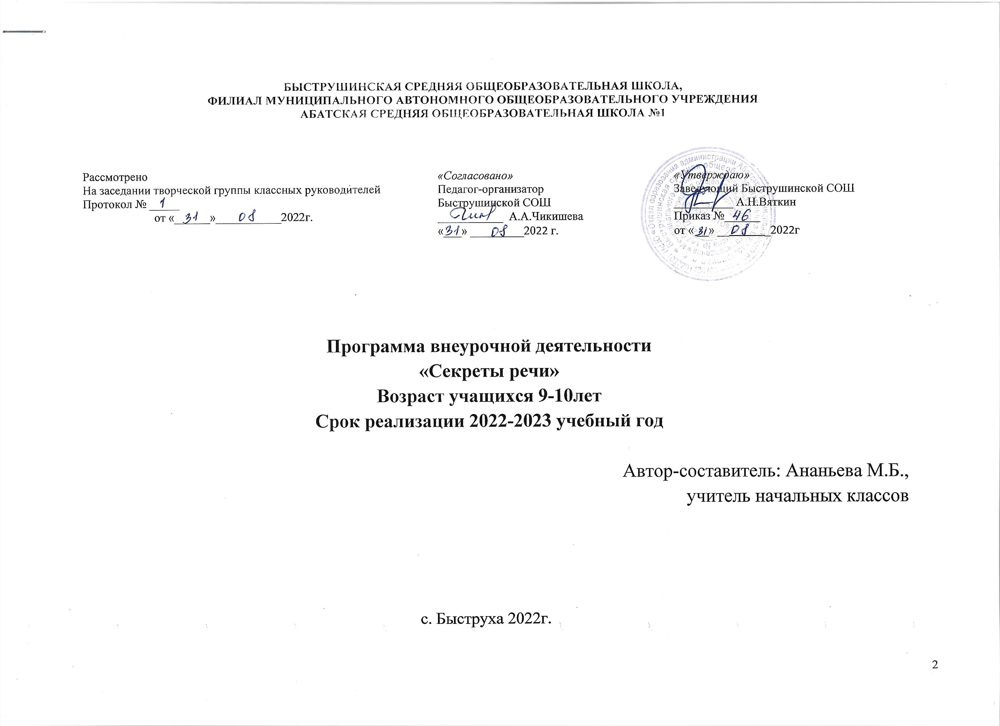 БЫСТРУШИНСКАЯ СРЕДНЯЯ ОБЩЕОБРАЗОВАТЕЛЬНАЯ ШКОЛА,
ФИЛИАЛ МУНИЦИПАЛЬНОГО АВТОНОМНОГО ОБЩЕОБРАЗОВАТЕЛЬНОГО УЧРЕЖДЕНИЯ
АБАТСКАЯ СРЕДНЯЯ ОБЩЕОБРАЗОВАТЕЛЬНАЯ ШКОЛА №1
Рассмотрено
На заседании творческой группы классных руководителей
Протокол № 1
от «31» 08 2022г.
«Согласовано»
Педагог-организатор
Быструшинской СОШ
А.А.Чикишева
«31» 08 2022 г.
«Утверждаю»
Заведующий Быструшинской СОШ
А.Н.Вяткин
Приказ № 46
от «31» 08 2022г
Отдел образования администрации
Программа внеурочной деятельности
«Секреты речи»
Возраст учащихся 9-10лет
Срок реализации 2022-2023 учебный год
Автор-составитель: Ананьева М.Б.,
учитель начальных классов
с. Быструха 2022г.
2